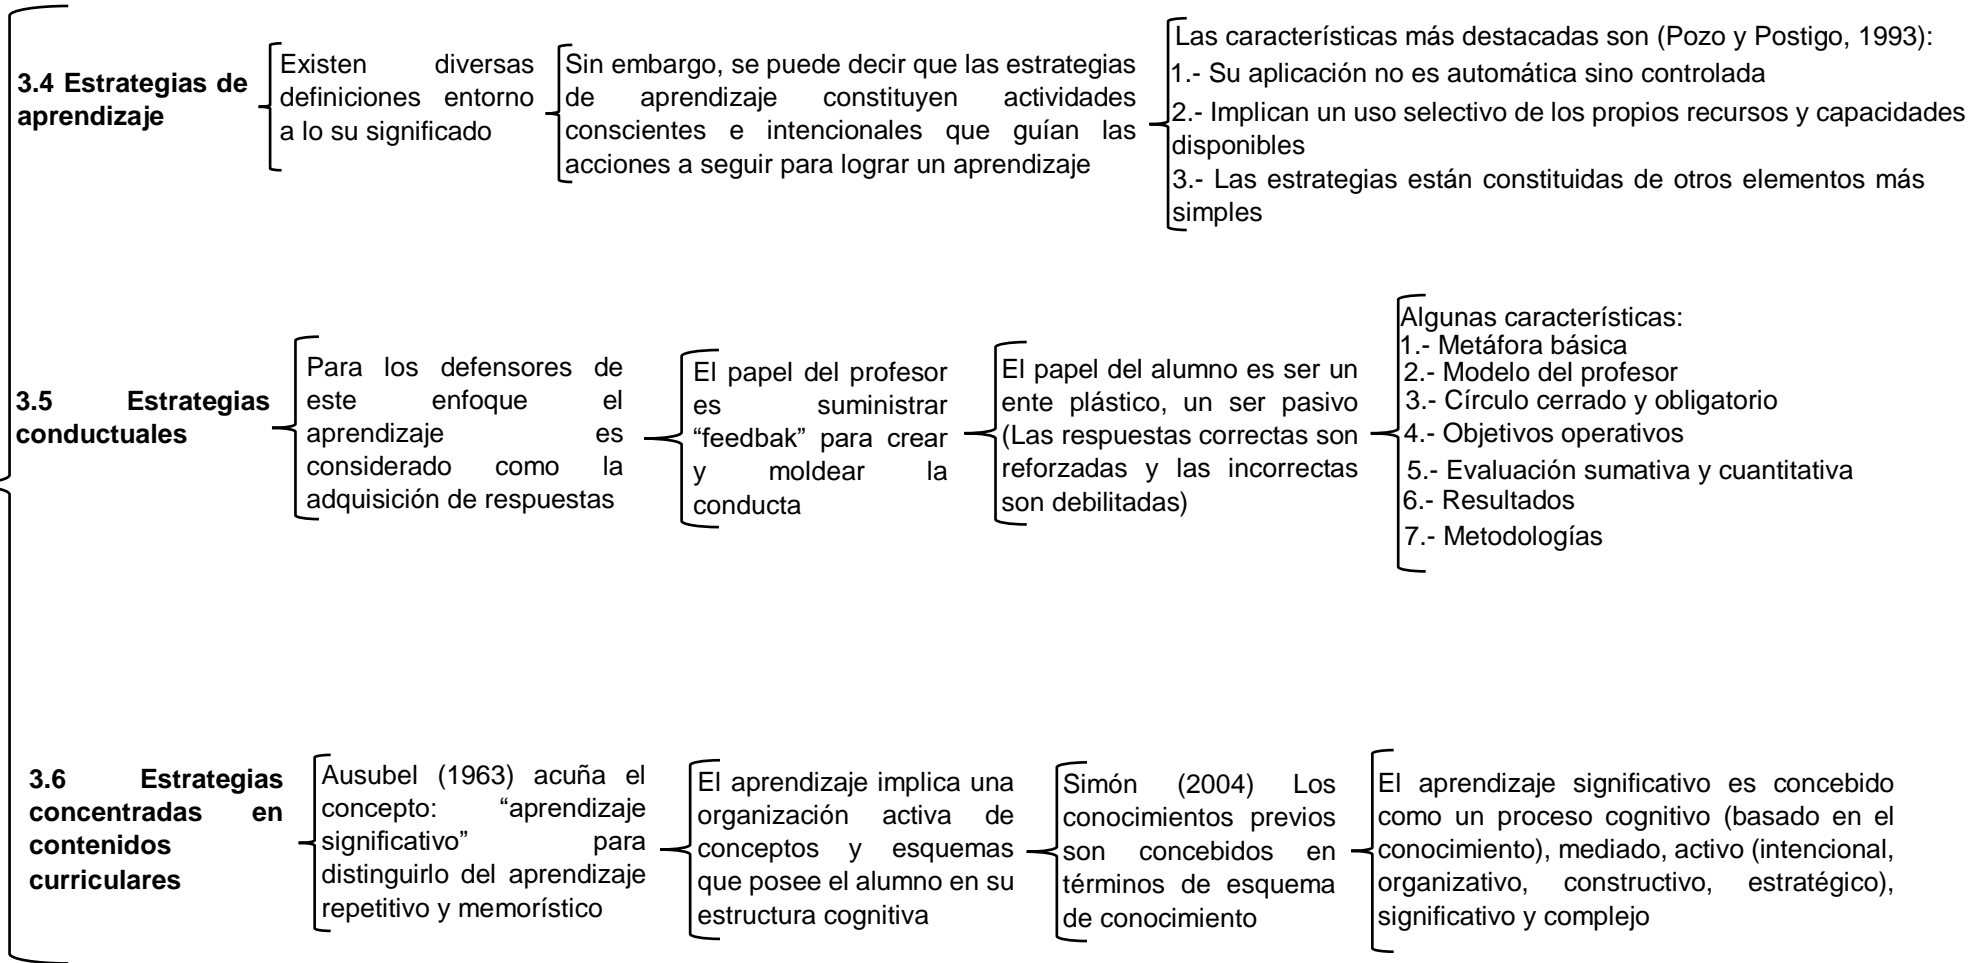 3.4 Estrategias de
aprendizaje
Existen diversas
definiciones entorno
a lo su significado
Sin embargo, se puede decir que las estrategias
de aprendizaje constituyen actividades
conscientes e intencionales que guían las
acciones a seguir para lograr un aprendizaje
Las características más destacadas son (Pozo y Postigo, 1993):
1.- Su aplicación no es automática sino controlada
2.- Implican un uso selectivo de los propios recursos y capacidades
disponibles
3.- Las estrategias están constituidas de otros elementos más
simples
3.5 Estrategias
conductuales
Para los defensores de
este enfoque el
aprendizaje es
considerado como la
adquisición de respuestas
El papel del profesor
es suministrar
“feedbak” para crear
y moldear la
conducta
El papel del alumno es ser un
ente plástico, un ser pasivo
(Las respuestas correctas son
reforzadas y las incorrectas
son debilitadas)
Algunas características:
1.- Metáfora básica
2.- Modelo del profesor
3.- Círculo cerrado y obligatorio
4.- Objetivos operativos
5.- Evaluación sumativa y cuantitativa
6.- Resultados
7.- Metodologías
3.6 Estrategias
concentradas en
contenidos
curriculares
Ausubel (1963) acuña el
concepto: “aprendizaje
significativo” para
distinguirlo del aprendizaje
repetitivo y memorístico
El aprendizaje implica una
organización activa de
conceptos y esquemas
que posee el alumno en su
estructura cognitiva
Simón (2004) Los
conocimientos previos
son concebidos en
términos de esquema
de conocimiento
El aprendizaje significativo es concebido
como un proceso cognitivo (basado en el
conocimiento), mediado, activo (intencional,
organizativo, constructivo, estratégico),
significativo y complejo